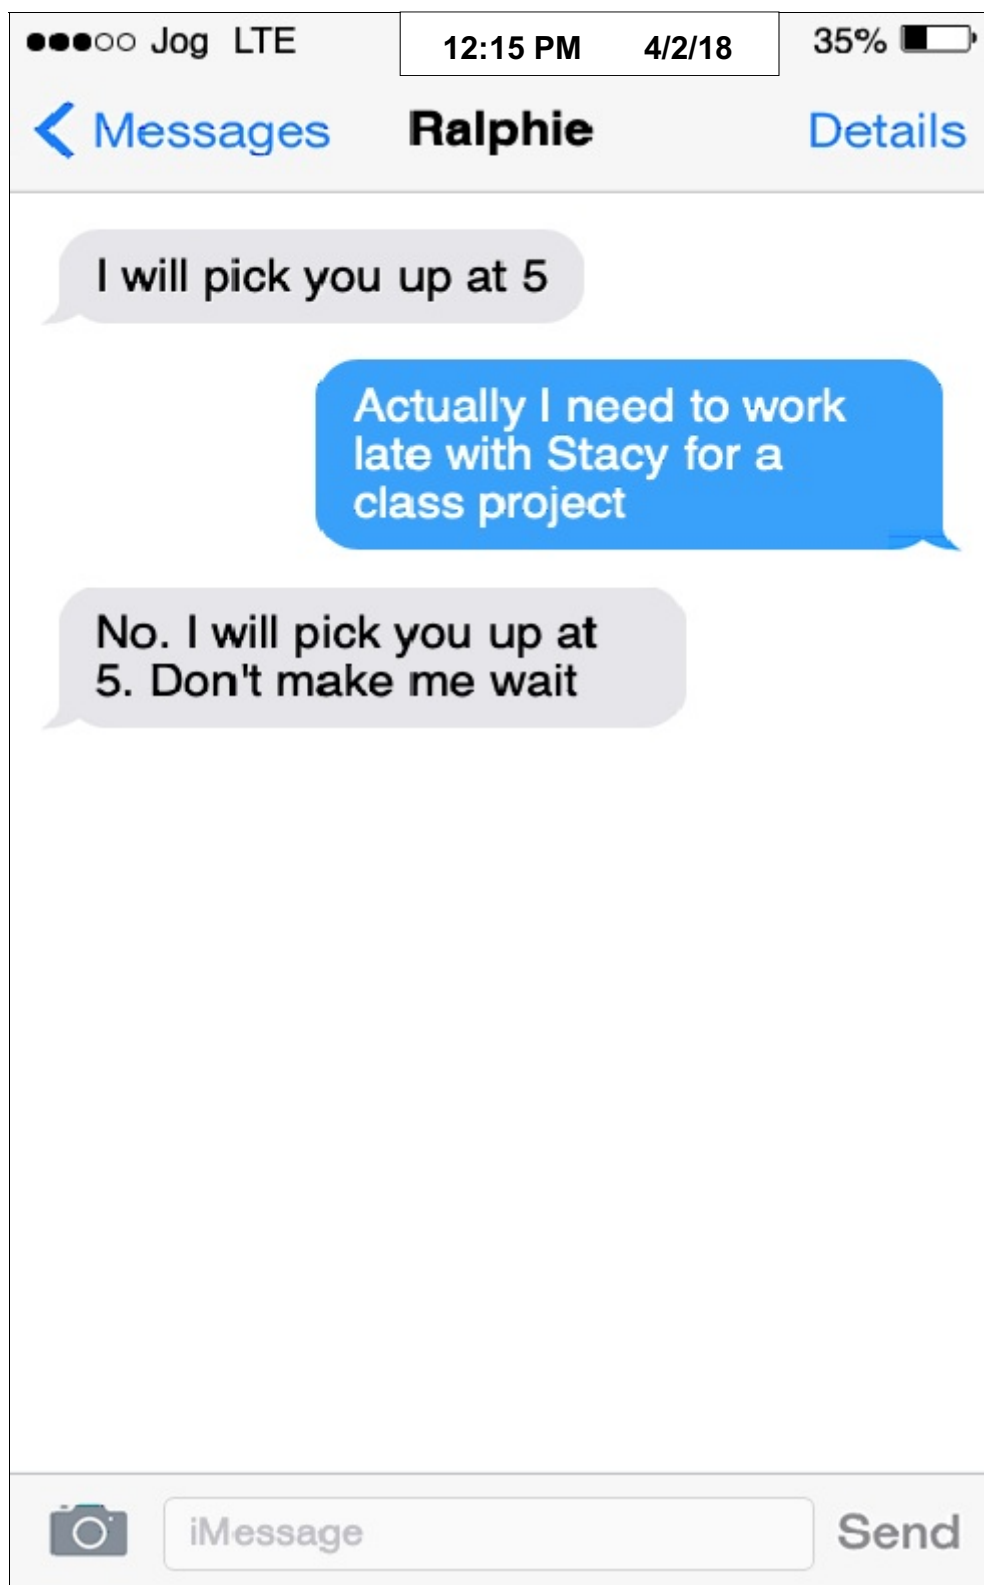 Jog LTE 12:15 PM 4/2/18 35%
Messages Ralphie Details
I will pick you up at 5
Actually I need to work
late with Stacy for a
class project
No. I will pick you up at
5. Don't make me wait
iMessage Send